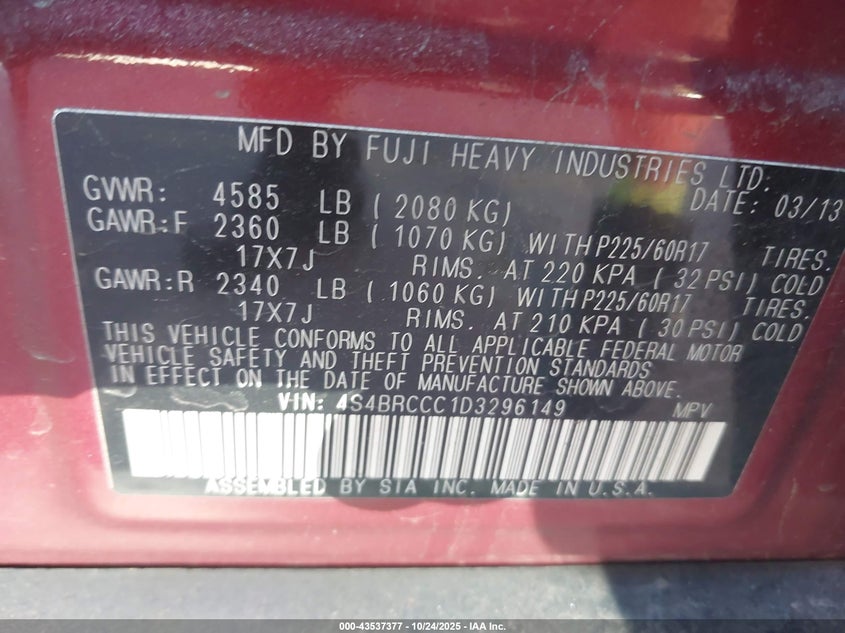 MFD BY FUJI HEAVY INDUSTRIES LTD.
GVWR: 4585 LB ( 2080 KG) DATE: 03/13
GAWR:F 2360 LB ( 1070 KG) WITH P225/60R17 TIRES.
17X7J RIMS. AT 220 KPA ( 32 PSI) COLD
GAWR:R 2340 LB ( 1060 KG) WITH P225/60R17 TIRES.
17X7J RIMS. AT 210 KPA ( 30 PSI) COLD
THIS VEHICLE CONFORMS TO ALL APPLICABLE FEDERAL MOTOR
VEHICLE SAFETY AND THEFT PREVENTION STANDARDS
IN EFFECT ON THE DATE OF MANUFACTURE SHOWN ABOVE.
VIN: 4S4BRCCC1D3296149 MPV
ASSEMBLED BY SIA INC. MADE IN U.S.A.
000-43537377 - 10/24/2025 - IAA Inc.